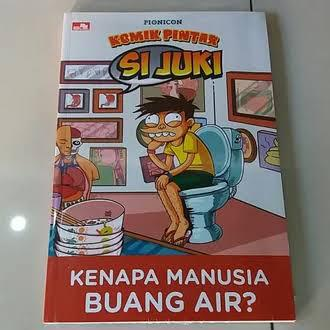 PIONICON
KOMIK PINTAR
SI JUKI
KENAPA MANUSIA
BUANG AIR?